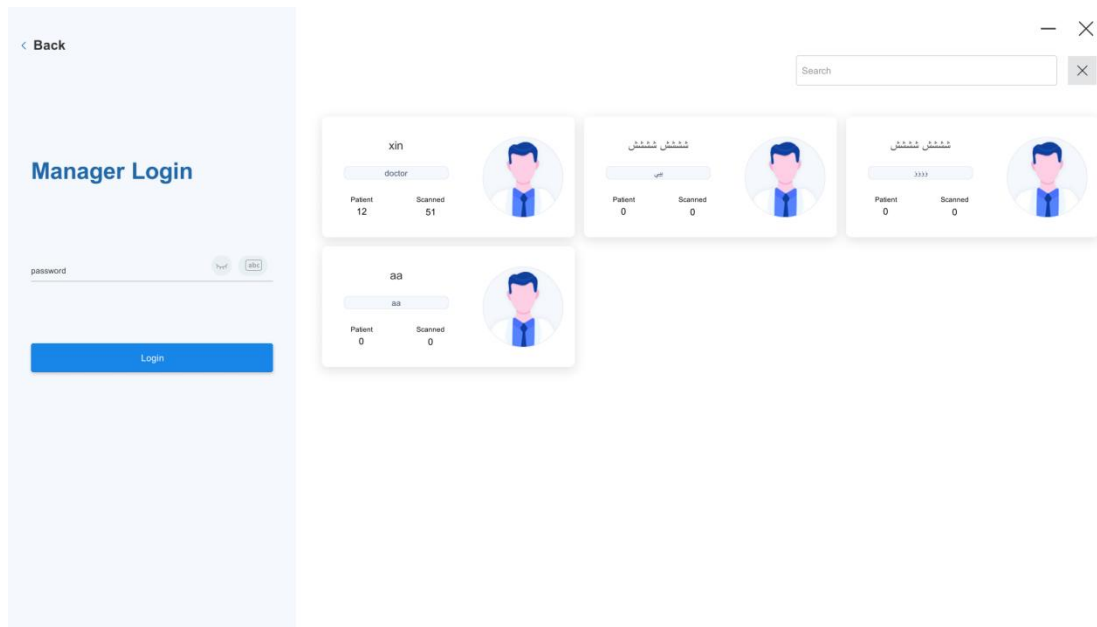 Back
Search
Manager Login
password
abc
Login
xin
doctor
Patient Scanned
12 51
Patient Scanned
0 0
Patient Scanned
0 0
aa
aa
Patient Scanned
0 0